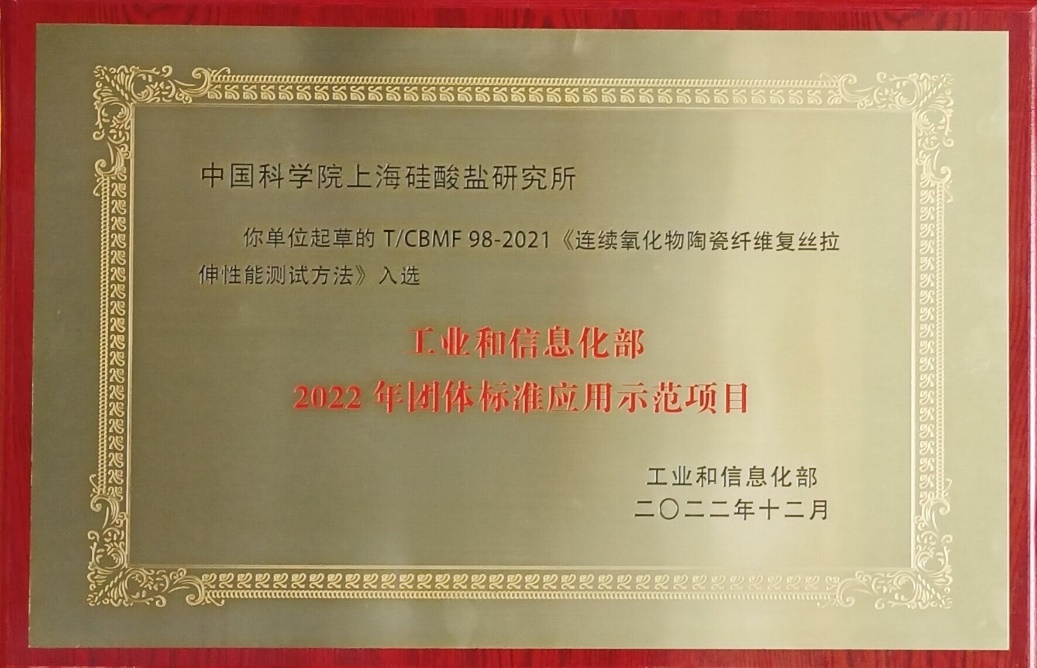 中国科学院上海硅酸盐研究所
你单位起草的 T/CBMF 98-2021《连续氧化物陶瓷纤维复丝拉
伸性能测试方法》入选
工业和信息化部
2022 年团体标准应用示范项目
工业和信息化部
二〇二二年十二月